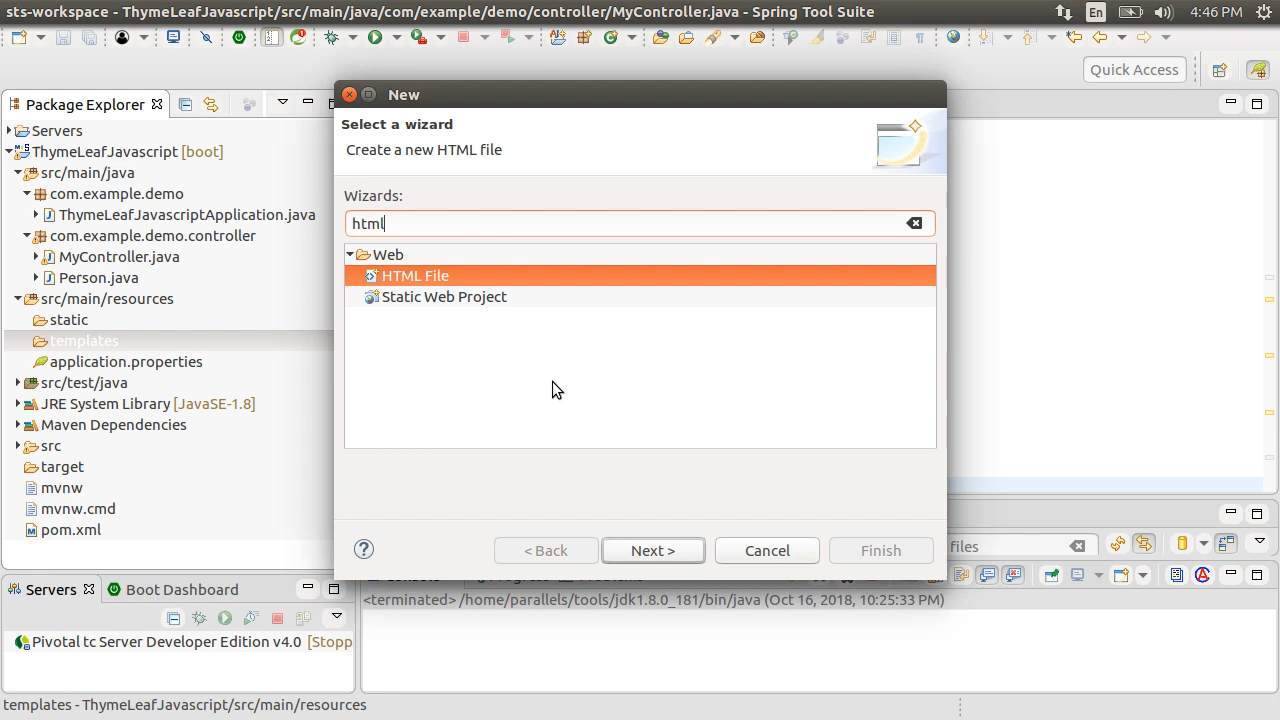 sts-workspace - ThymeLeafJavascript/src/main/java/com/example/demo/controller/MyController.java - Spring Tool Suite
En
4:46 PM
Quick Access
Package Explorer
Servers
ThymeLeafJavascript [boot]
src/main/java
com.example.demo
ThymeLeafJavascriptApplication.java
com.example.demo.controller
MyController.java
Person.java
src/main/resources
static
templates
application.properties
src/test/java
JRE System Library [JavaSE-1.8]
Maven Dependencies
src
target
mvnw
mvnw.cmd
pom.xml
New
Select a wizard
Create a new HTML file
Wizards:
html
Web
HTML File
Static Web Project
< Back
Next >
Cancel
Finish
files
Servers
Boot Dashboard
Pivotal tc Server Developer Edition v4.0 [Stopp
<terminated> /home/parallels/tools/jdk1.8.0_181/bin/java (Oct 16, 2018, 10:25:33 PM)
templates - ThymeLeafJavascript/src/main/resources